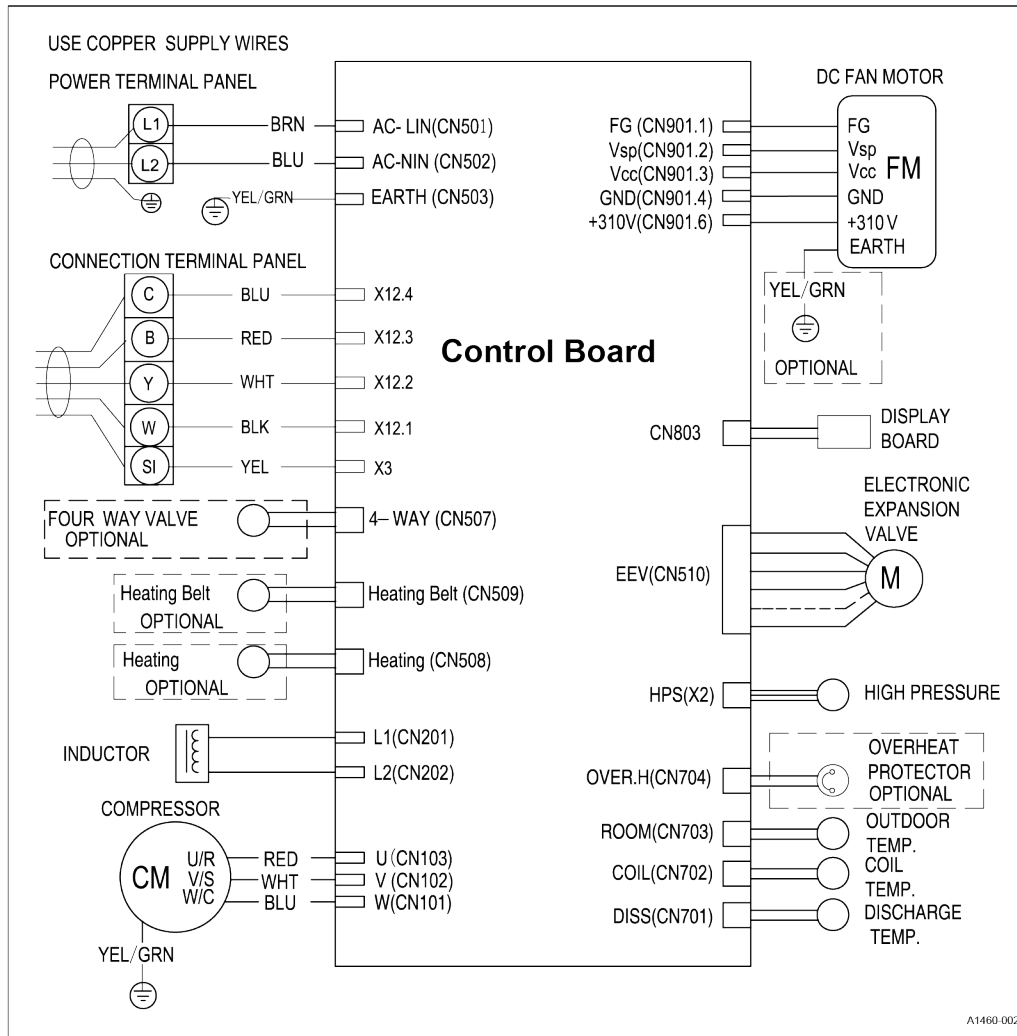 USE COPPER SUPPLY WIRES
POWER TERMINAL PANEL
L1
BRN
AC- LIN(CN501)
L2
BLU
AC-NIN (CN502)
YEL/GRN
EARTH (CN503)
CONNECTION TERMINAL PANEL
C
BLU
X12.4
B
RED
X12.3
Y
WHT
X12.2
W
BLK
X12.1
SI
YEL
X3
FOUR WAY VALVE
OPTIONAL
4-WAY (CN507)
Heating Belt
OPTIONAL
Heating Belt (CN509)
Heating
OPTIONAL
Heating (CN508)
INDUCTOR
L1(CN201)
L2(CN202)
COMPRESSOR
CM
U/R
RED
U(CN103)
V/S
WHT
V (CN102)
W/C
BLU
W(CN101)
YEL/GRN
Control Board
DC FAN MOTOR
FG (CN901.1)
FG
Vsp(CN901.2)
Vsp
Vcc(CN901.3)
Vcc
FM
GND(CN901.4)
GND
+310V(CN901.6)
+310 V
EARTH
YEL/GRN
OPTIONAL
CN803
DISPLAY
BOARD
ELECTRONIC
EXPANSION
VALVE
EEV(CN510)
M
HPS(X2)
HIGH PRESSURE
OVER.H(CN704)
OVERHEAT
PROTECTOR
OPTIONAL
ROOM(CN703)
OUTDOOR
TEMP.
COIL(CN702)
COIL
TEMP.
DISS(CN701)
DISCHARGE
TEMP.
A1460-002